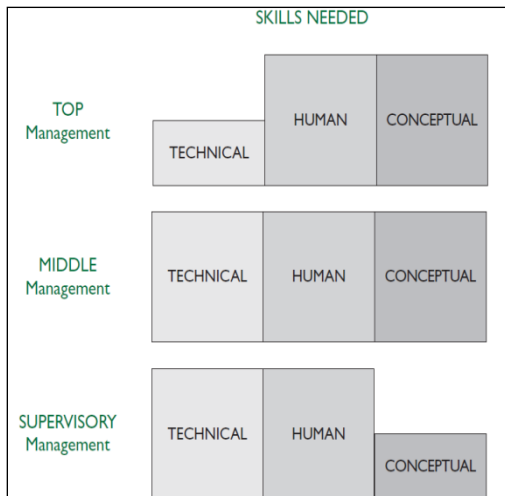 SKILLS NEEDED
TOP
Management
TECHNICAL
HUMAN
CONCEPTUAL
MIDDLE
Management
TECHNICAL
HUMAN
CONCEPTUAL
SUPERVISORY
Management
TECHNICAL
HUMAN
CONCEPTUAL